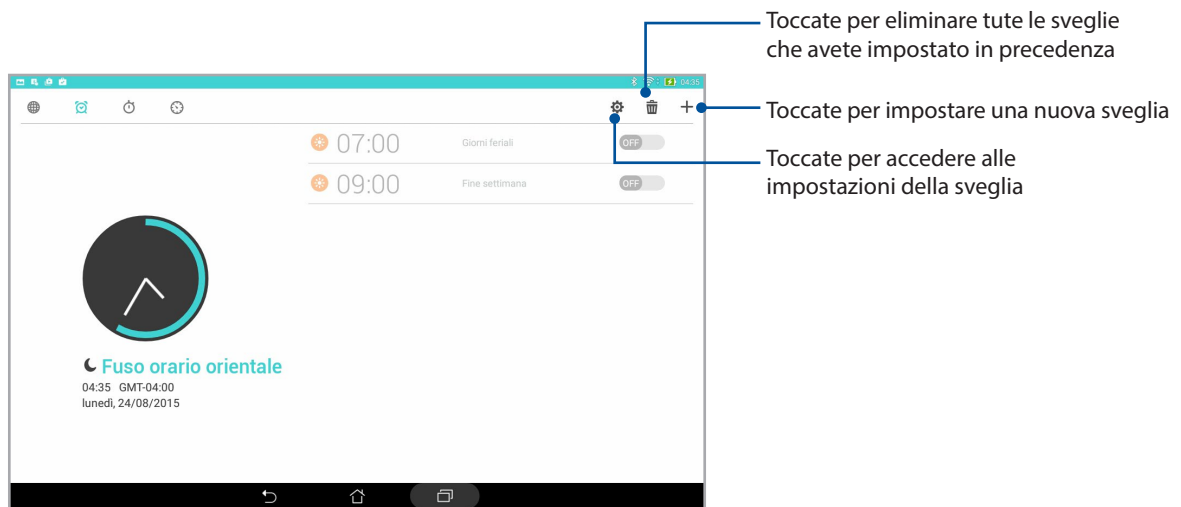 Toccate per eliminare tute le sveglie
che avete impostato in precedenza
04:35
Toccate per impostare una nuova sveglia
07:00 Giorni feriali OFF
Toccate per accedere alle
impostazioni della sveglia
09:00 Fine settimana OFF
Fuso orario orientale
04:35 GMT-04:00
lunedì, 24/08/2015